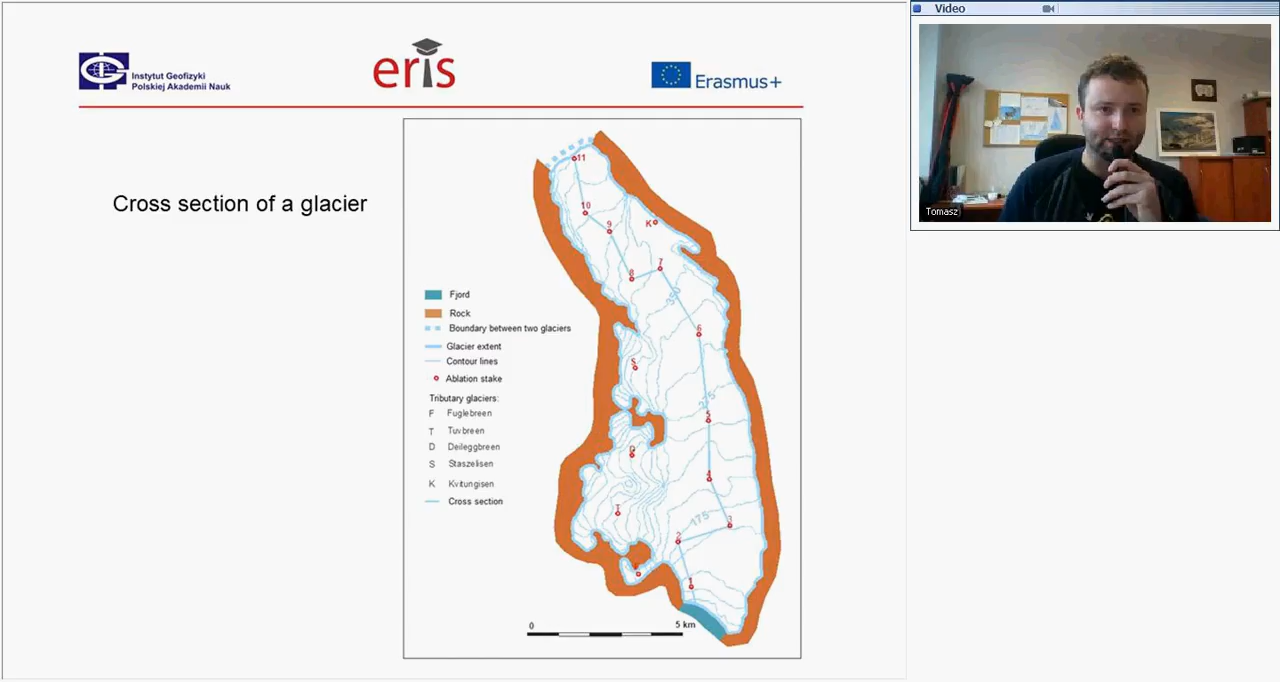 Instytut Geofizyki
Polskiej Akademii Nauk
eris
Erasmus+
Cross section of a glacier
Fjord
Rock
Boundary between two glaciers
Glacier extent
Contour lines
Ablation stake
Tributary glaciers:
F Fuglebreen
T Tuvbreen
D Deileggbreen
S Staszelisen
K Kvitungisen
Cross section
11
10
9
K
8
7
350
6
S
275
5
D
4
T
175
3
2
1
0
5 km
Video
Tomasz